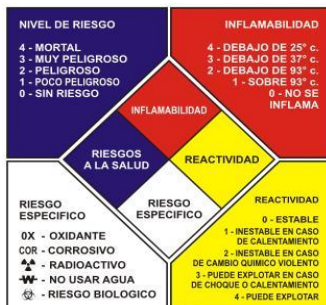 NIVEL DE RIESGO
4 - MORTAL
3 - MUY PELIGROSO
2 - PELIGROSO
1 - POCO PELIGROSO
0 - SIN RIESGO
INFLAMABILIDAD
4 - DEBAJO DE 25° c.
3 - DEBAJO DE 37° c.
2 - DEBAJO DE 93° c.
1 - SOBRE 93° c.
0 - NO SE
INFLAMA
INFLAMABILIDAD
RIESGOS
A LA SALUD
REACTIVIDAD
RIESGO
ESPECIFICO
RIESGO
ESPECIFICO
0X - OXIDANTE
COR - CORROSIVO
- RADIOACTIVO
W - NO USAR AGUA
- RIESGO BIOLOGICO
REACTIVIDAD
0 - ESTABLE
1 - INESTABLE EN CASO
DE CALENTAMIENTO
2 - INESTABLE EN CASO
DE CAMBIO QUIMICO VIOLENTO
3 - PUEDE EXPLOTAR EN CASO
DE CHOQUE O CALENTAMIENTO
4 - PUEDE EXPLOTAR